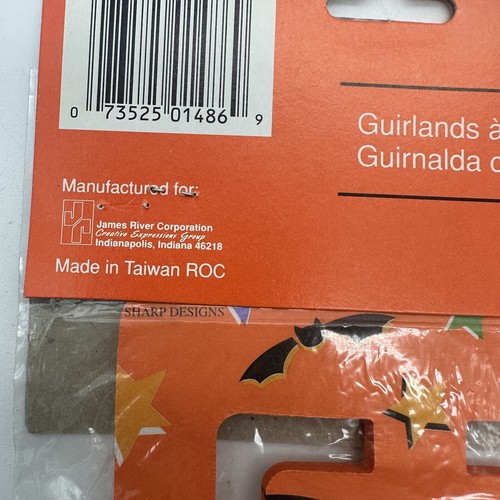 0 73525 01486 9
Guirlands à
Guirnalda
Manufactured for:
James River Corporation
Creative Expressions Group
Indianapolis, Indiana 46218
Made in Taiwan ROC
SHARP DESIGNS